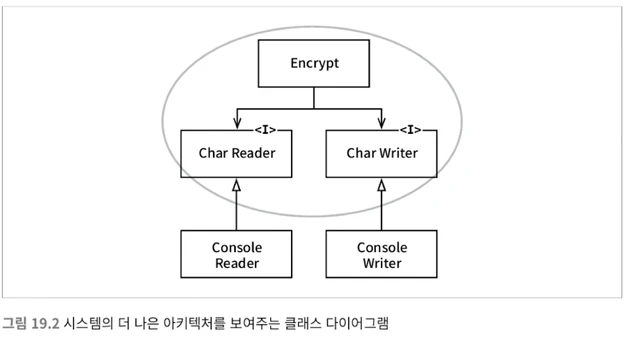 Encrypt
<I>
<I>
Char Reader
Char Writer
Console
Reader
Console
Writer
그림 19.2 시스템의 더 나은 아키텍처를 보여주는 클래스 다이어그램